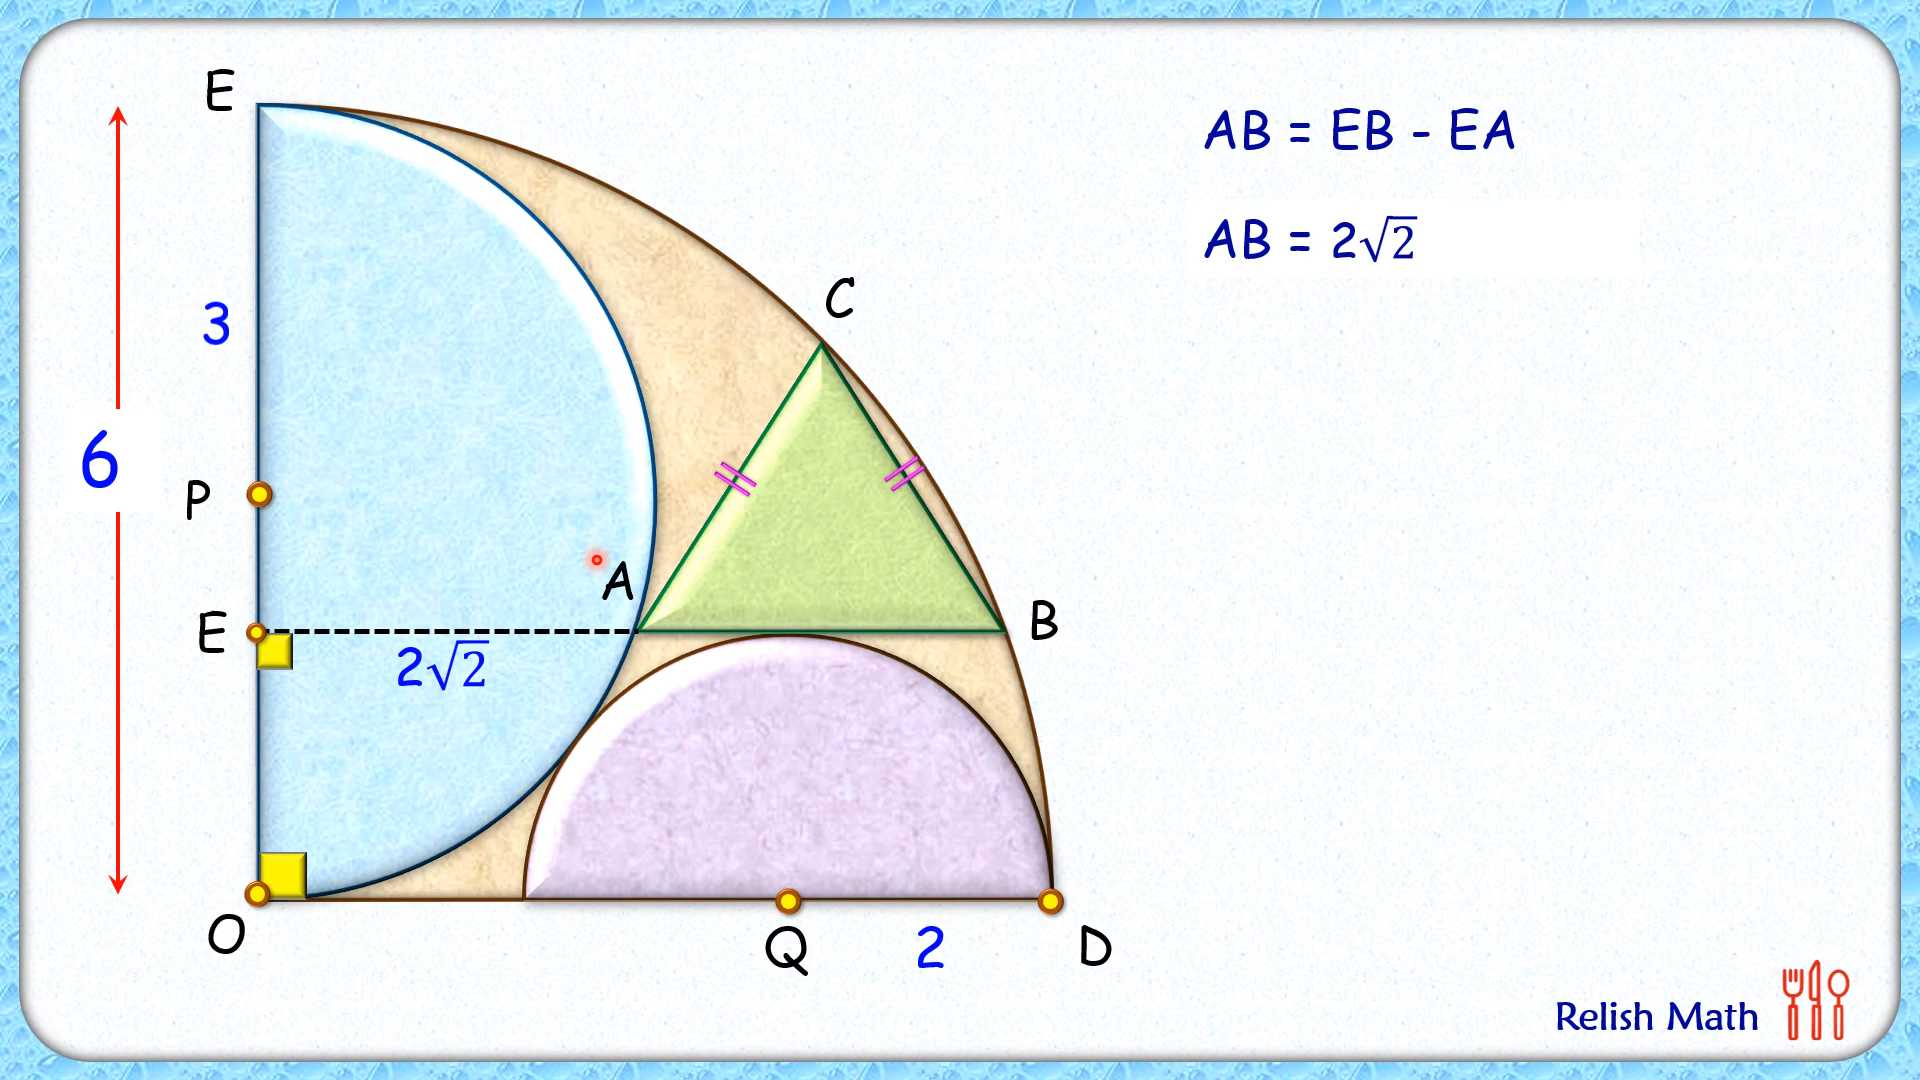 E
AB = EB - EA
AB = 2√2
C
3
6
P
A
E
B
2√2
O
Q
2
D
Relish Math